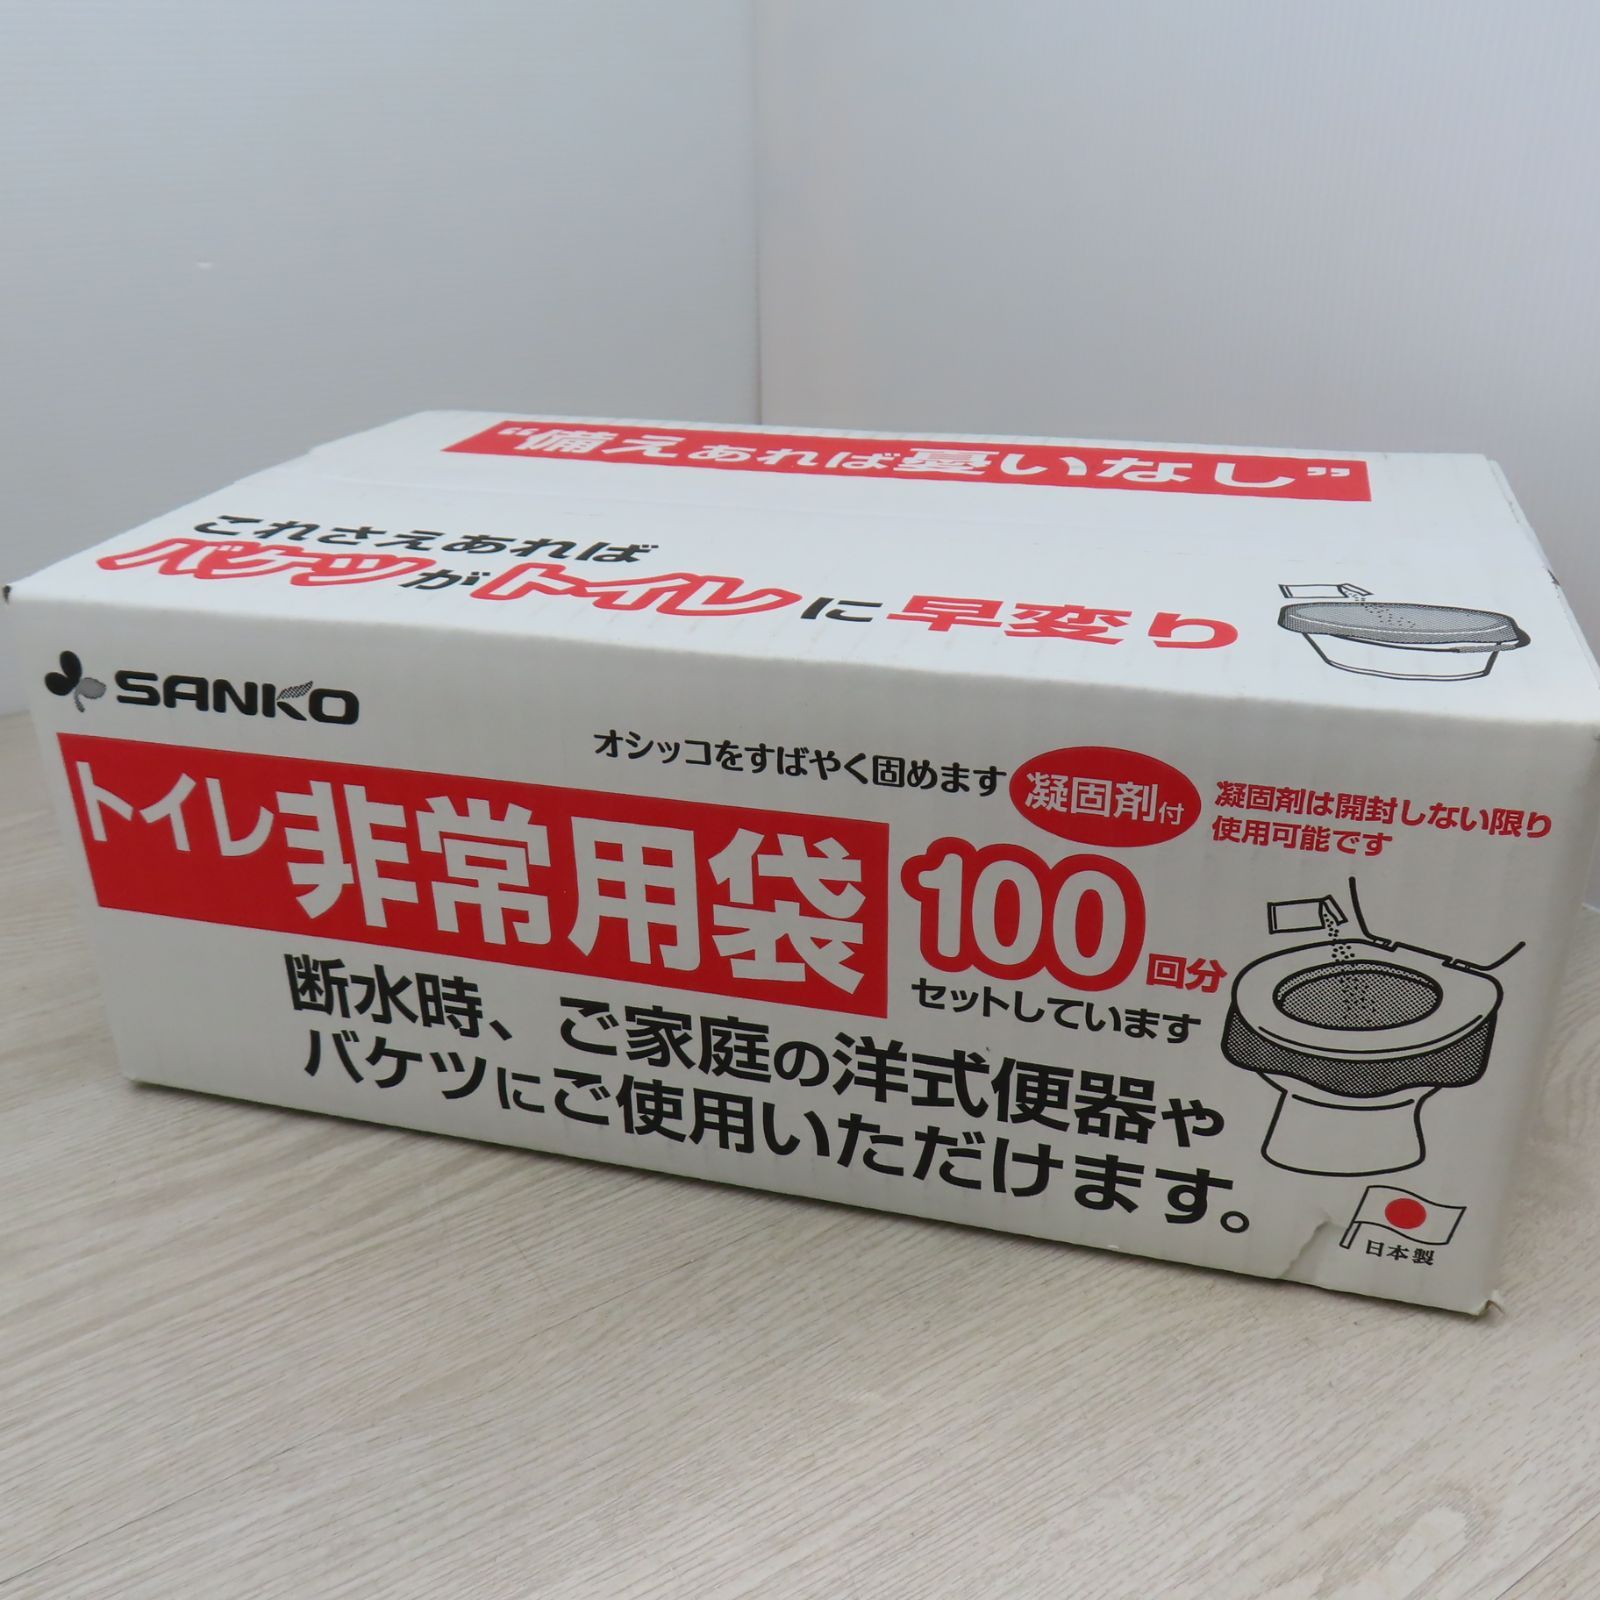 “備えあれば憂いなし”
これさえあれば
バケツがトイレに早変り
SANKO
オシッコをすばやく固めます
凝固剤付
凝固剤は開封しない限り
使用可能です
トイレ非常用袋
100回分
セットしています
断水時、ご家庭の洋式便器や
バケツにご使用いただけます。
日本製